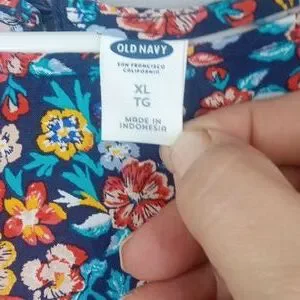 OLD NAVY
SAN FRANCISCO
CALIFORNIA
XL
TG
MADE IN
INDONESIA